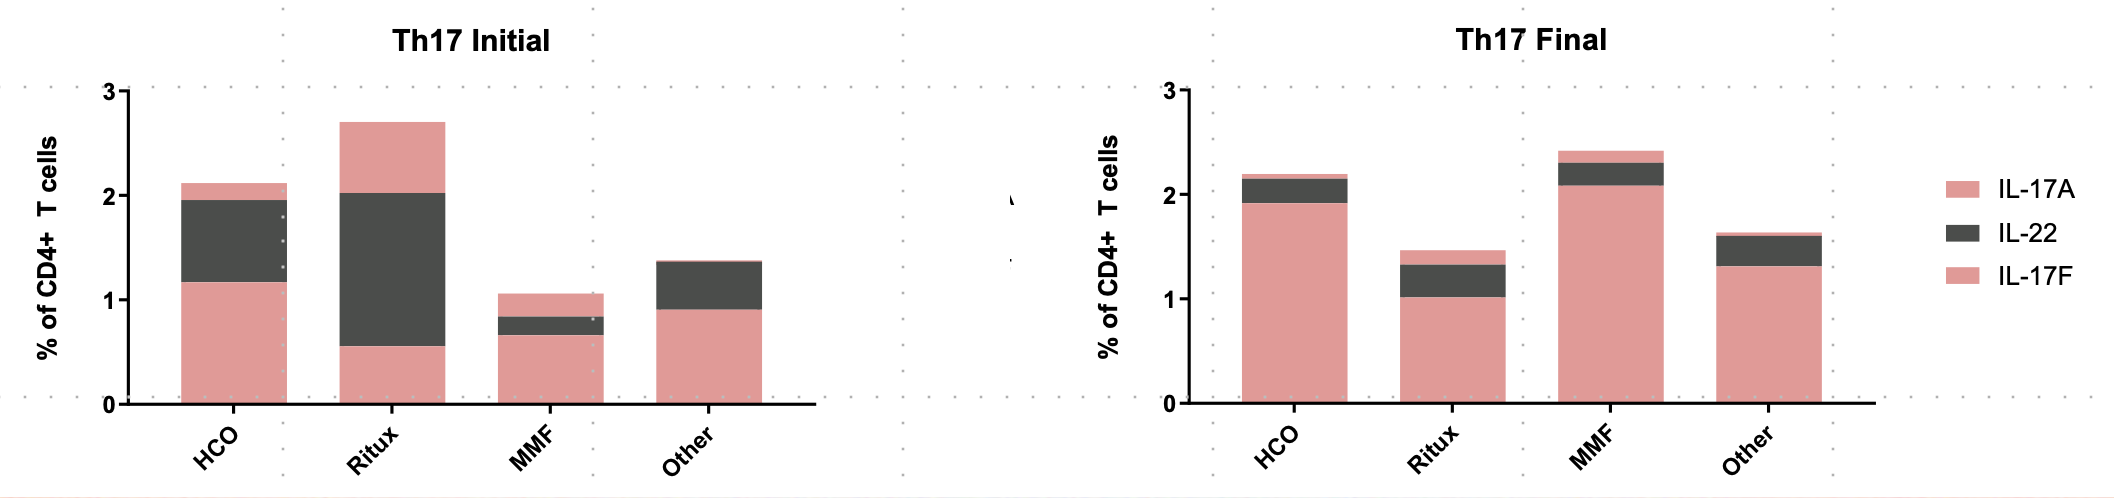 Th17 Initial
% of CD4+ T cells
3
2
1
0
HCO
Ritux
MMF
Other
Th17 Final
% of CD4+ T cells
3
2
1
0
HCO
Ritux
MMF
Other
IL-17A
IL-22
IL-17F